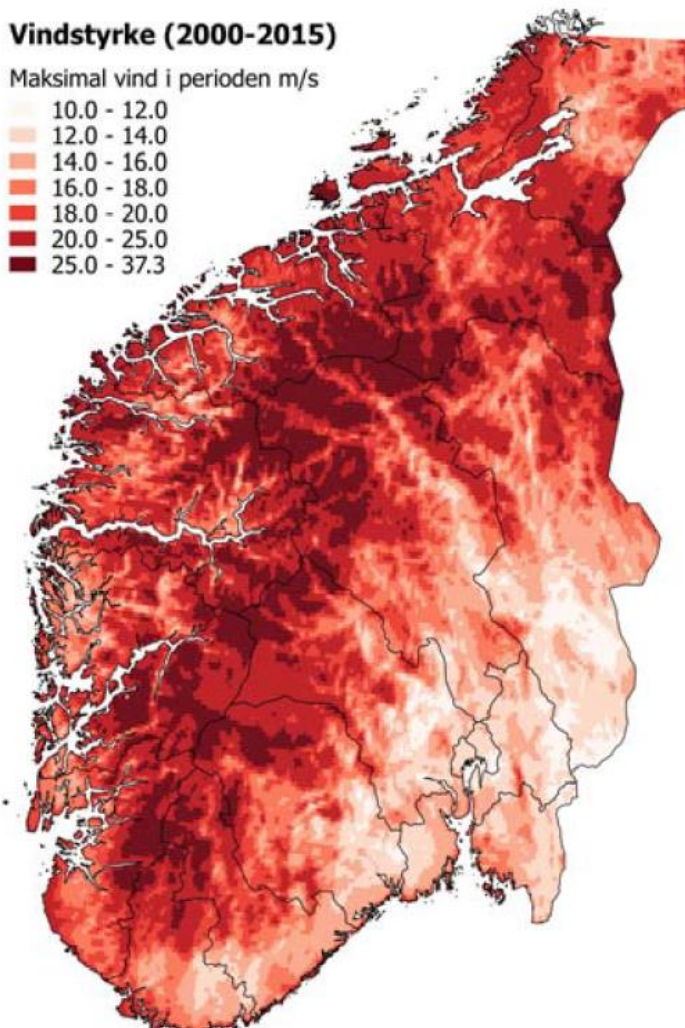 Vindstyrke (2000-2015)
Maksimal vind i perioden m/s
10.0 - 12.0
12.0 - 14.0
14.0 - 16.0
16.0 - 18.0
18.0 - 20.0
20.0 - 25.0
25.0 - 37.3